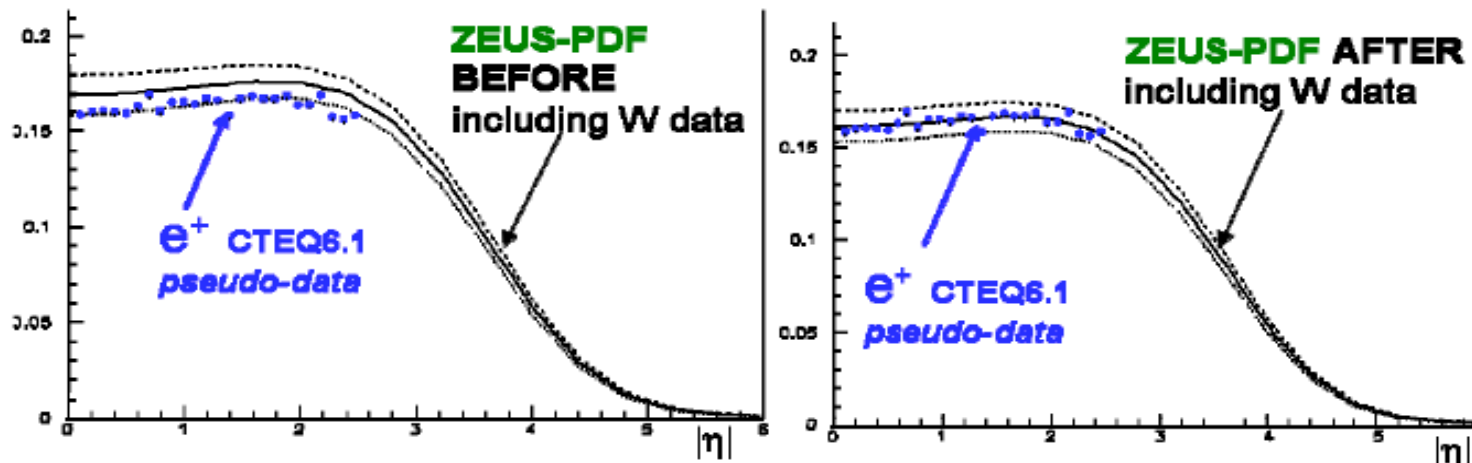 0.2
0.15
0.1
0.05
0
0 1 2 3 4 5 6
|η|
ZEUS-PDF
BEFORE
including W data
e+ CTEQ6.1
pseudo-data
0.2
0.15
0.1
0.05
0
0 1 2 3 4 5
|η|
ZEUS-PDF AFTER
including W data
e+ CTEQ6.1
pseudo-data